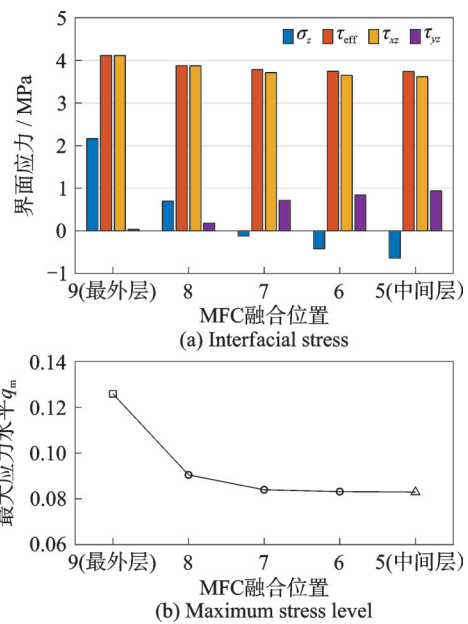 σz τeff τxz τyz
界面应力 / MPa
5
4
3
2
1
0
−1
9(最外层) 8 7 6 5(中间层)
MFC融合位置
(a) Interfacial stress
最大应力水平qm
0.14
0.12
0.10
0.08
0.06
9(最外层) 8 7 6 5(中间层)
MFC融合位置
(b) Maximum stress level